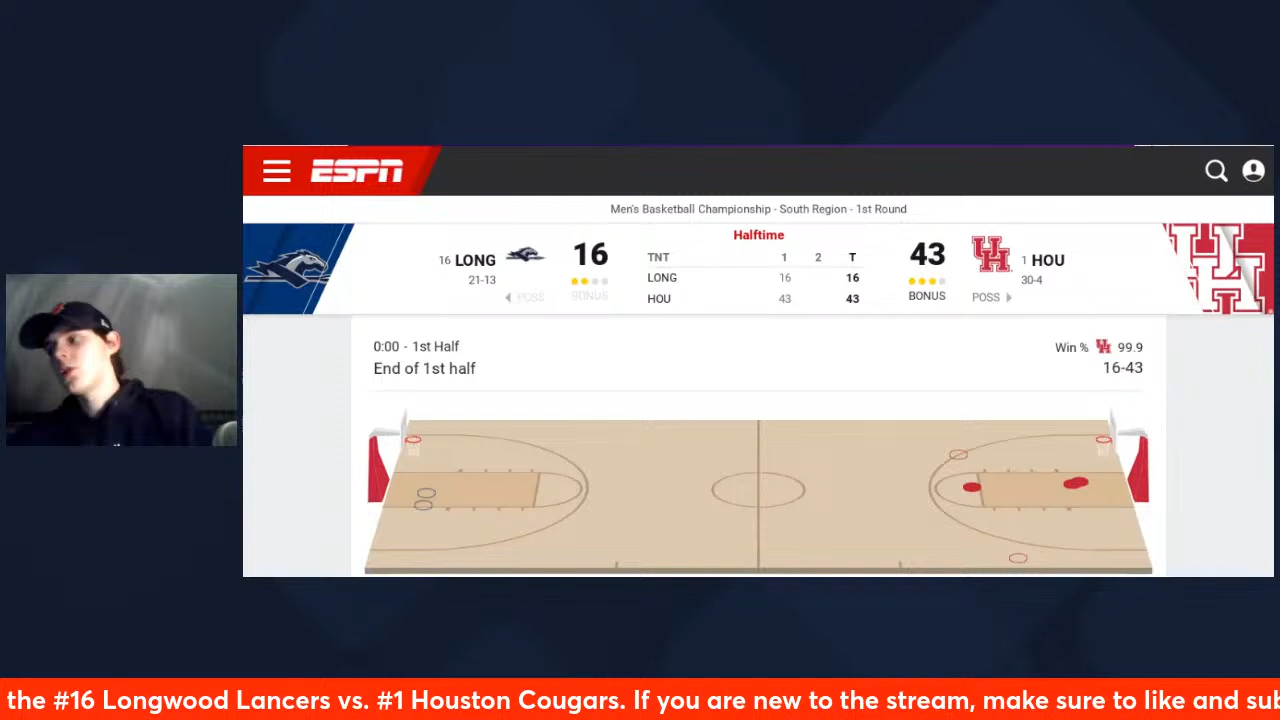 ESPN
Men's Basketball Championship - South Region - 1st Round
16 LONG
21-13
POSS
16
BONUS
Halftime
TNT 1 2 T
LONG 16 16
HOU 43 43
43
BONUS
1 HOU
30-4
POSS
0:00 - 1st Half
End of 1st half
Win % 99.9
16-43
the #16 Longwood Lancers vs. #1 Houston Cougars. If you are new to the stream, make sure to like and sub